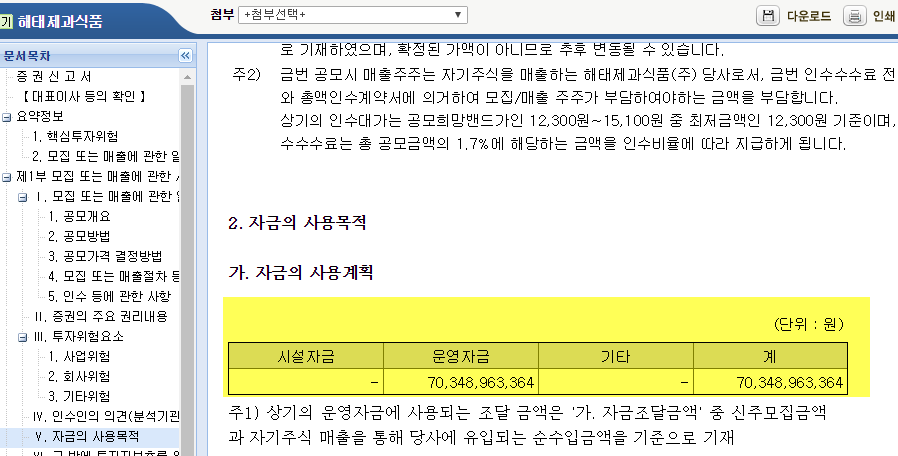 기 해태제과식품
첨부 +첨부선택+
다운로드 인쇄
문서목차
증 권 신 고 서
【 대표이사 등의 확인 】
요약정보
1. 핵심투자위험
2. 모집 또는 매출에 관한 일
제1부 모집 또는 매출에 관한
I. 모집 또는 매출에 관한
1. 공모개요
2. 공모방법
3. 공모가격 결정방법
4. 모집 또는 매출절차 등
5. 인수 등에 관한 사항
II. 증권의 주요 권리내용
III. 투자위험요소
1. 사업위험
2. 회사위험
3. 기타위험
IV. 인수인의 의견(분석기관
V. 자금의 사용목적
로 기재하였으며, 확정된 가액이 아니므로 추후 변동될 수 있습니다.
주2) 금번 공모시 매출주주는 자기주식을 매출하는 해태제과식품(주) 당사로서, 금번 인수수수료 전
와 총액인수계약서에 의거하여 모집/매출 주주가 부담하여야하는 금액을 부담합니다.
상기의 인수대가는 공모희망밴드가인 12,300원~15,100원 중 최저금액인 12,300원 기준이며,
수수수료는 총 공모금액의 1.7%에 해당하는 금액을 인수비율에 따라 지급하게 됩니다.
2. 자금의 사용목적
가. 자금의 사용계획
(단위 : 원)
시설자금 운영자금 기타 계
- 70,348,963,364 - 70,348,963,364
주1) 상기의 운영자금에 사용되는 조달 금액은 '가. 자금조달금액' 중 신주모집금액
과 자기주식 매출을 통해 당사에 유입되는 순수입금액을 기준으로 기재